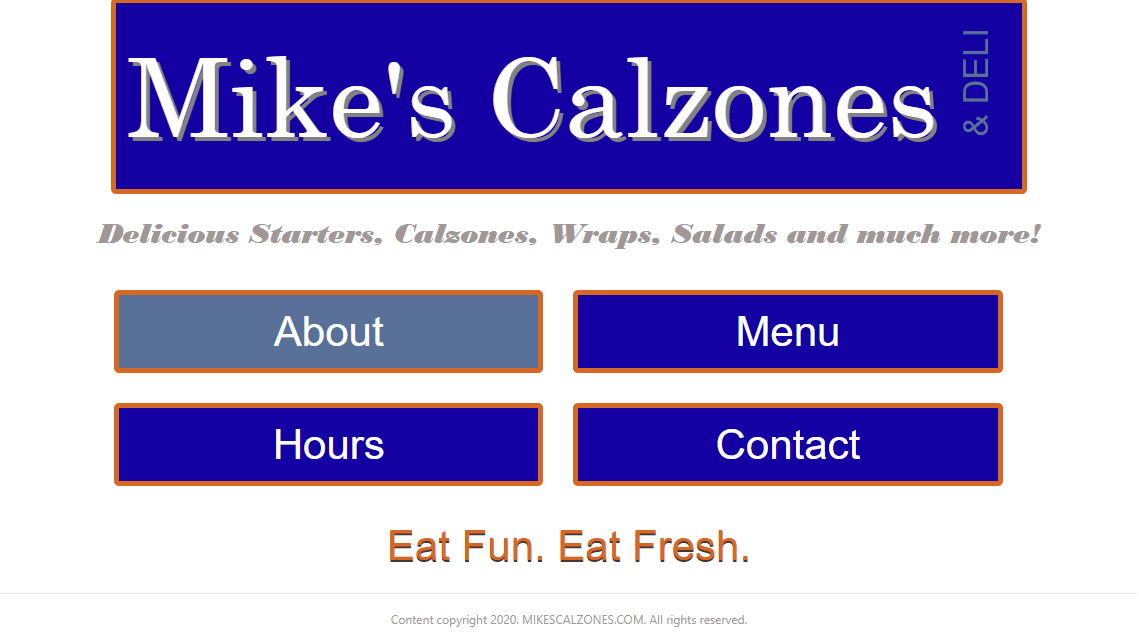 Mike's Calzones
& DELI
Delicious Starters, Calzones, Wraps, Salads and much more!
About
Menu
Hours
Contact
Eat Fun. Eat Fresh.
Content copyright 2020. MIKESCALZONES.COM. All rights reserved.